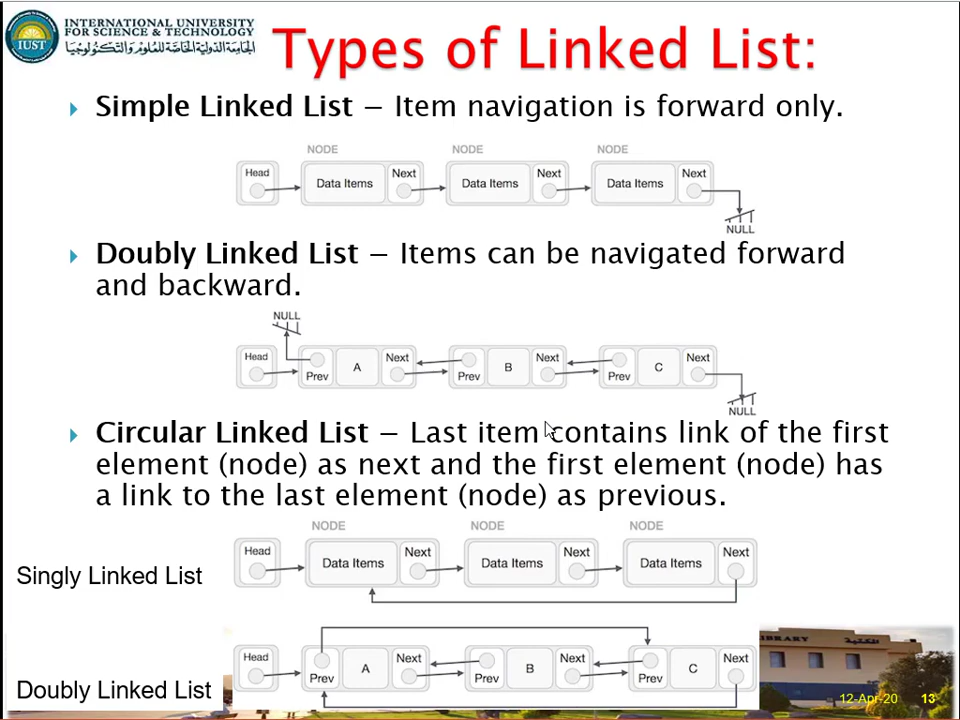 INTERNATIONAL UNIVERSITY
FOR SCIENCE & TECHNOLOGY
الجامعة الدولية الخاصة للعلوم والتكنولوجيا
IUST
Types of Linked List:
Simple Linked List − Item navigation is forward only.
NODE NODE NODE
Head Data Items Next Data Items Next Data Items Next
NULL
Doubly Linked List − Items can be navigated forward
and backward.
NULL
Head Prev A Next Prev B Next Prev C Next
NULL
Circular Linked List − Last item contains link of the first
element (node) as next and the first element (node) has
a link to the last element (node) as previous.
NODE NODE NODE
Head Data Items Next Data Items Next Data Items Next
Singly Linked List
LIBRARY المكتبة
Head Prev A Next Prev B Next Prev C Next
Doubly Linked List
12-Apr-20 13